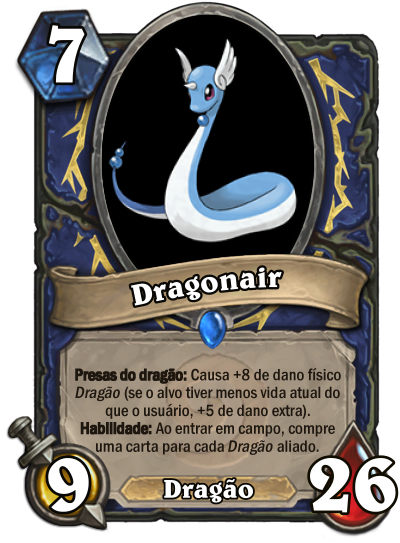 7
Dragonair
Presas do dragão: Causa +8 de dano físico
Dragão (se o alvo tiver menos vida atual do
que o usuário, +5 de dano extra).
Habilidade: Ao entrar em campo, compre
uma carta para cada Dragão aliado.
9
Dragão
26